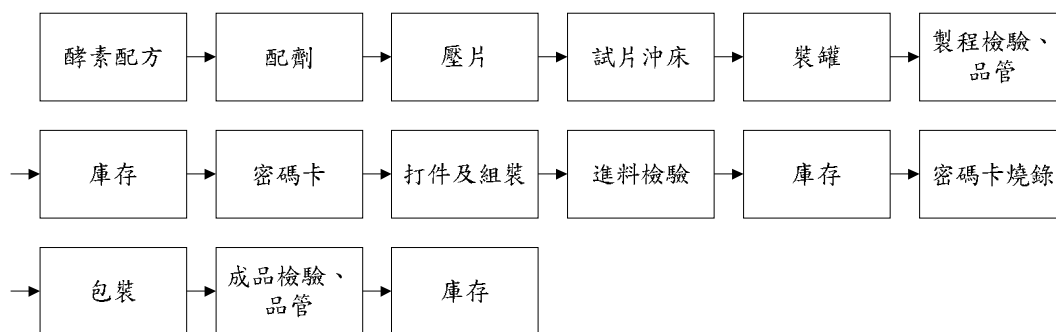 酵素配方
配劑
壓片
試片沖床
裝罐
製程檢驗、
品管
庫存
密碼卡
打件及組裝
進料檢驗
庫存
密碼卡燒錄
包裝
成品檢驗、
品管
庫存